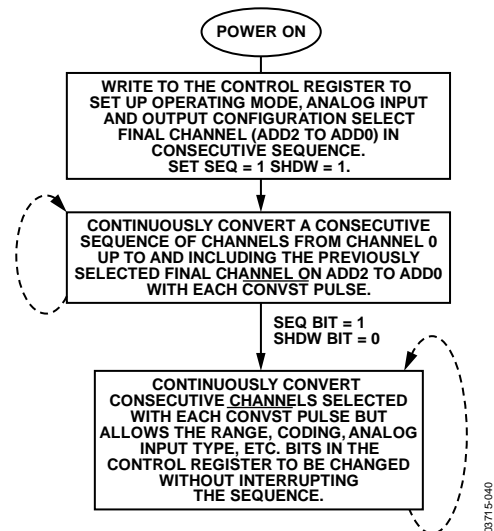 POWER ON
WRITE TO THE CONTROL REGISTER TO
SET UP OPERATING MODE, ANALOG INPUT
AND OUTPUT CONFIGURATION SELECT
FINAL CHANNEL (ADD2 TO ADD0) IN
CONSECUTIVE SEQUENCE.
SET SEQ = 1 SHDW = 1.
CONTINUOUSLY CONVERT A CONSECUTIVE
SEQUENCE OF CHANNELS FROM CHANNEL 0
UP TO AND INCLUDING THE PREVIOUSLY
SELECTED FINAL CHANNEL ON ADD2 TO ADD0
WITH EACH CONVST PULSE.
SEQ BIT = 1
SHDW BIT = 0
CONTINUOUSLY CONVERT
CONSECUTIVE CHANNELS SELECTED
WITH EACH CONVST PULSE BUT
ALLOWS THE RANGE, CODING, ANALOG
INPUT TYPE, ETC. BITS IN THE
CONTROL REGISTER TO BE CHANGED
WITHOUT INTERRUPTING
THE SEQUENCE.
03715-040